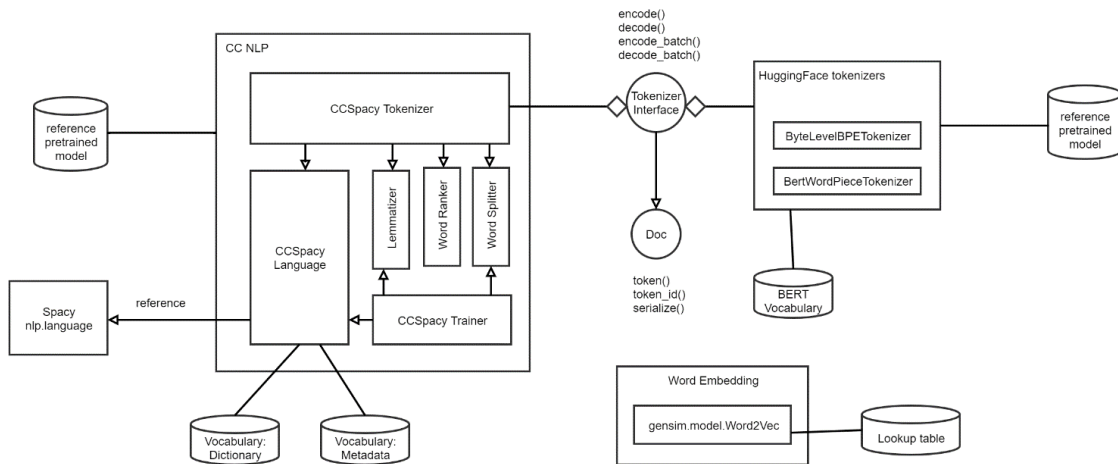 encode()
decode()
encode_batch()
decode_batch()
CC NLP
CCSpacy Tokenizer
Tokenizer
Interface
HuggingFace tokenizers
ByteLevelBPETokenizer
BertWordPieceTokenizer
reference
pretrained
model
reference
pretrained
model
CCSpacy
Language
Lemmatizer
Word Ranker
Word Splitter
Doc
token()
token_id()
serialize()
BERT
Vocabulary
Spacy
nlp.language
reference
CCSpacy Trainer
Vocabulary:
Dictionary
Vocabulary:
Metadata
Word Embedding
gensim.model.Word2Vec
Lookup table